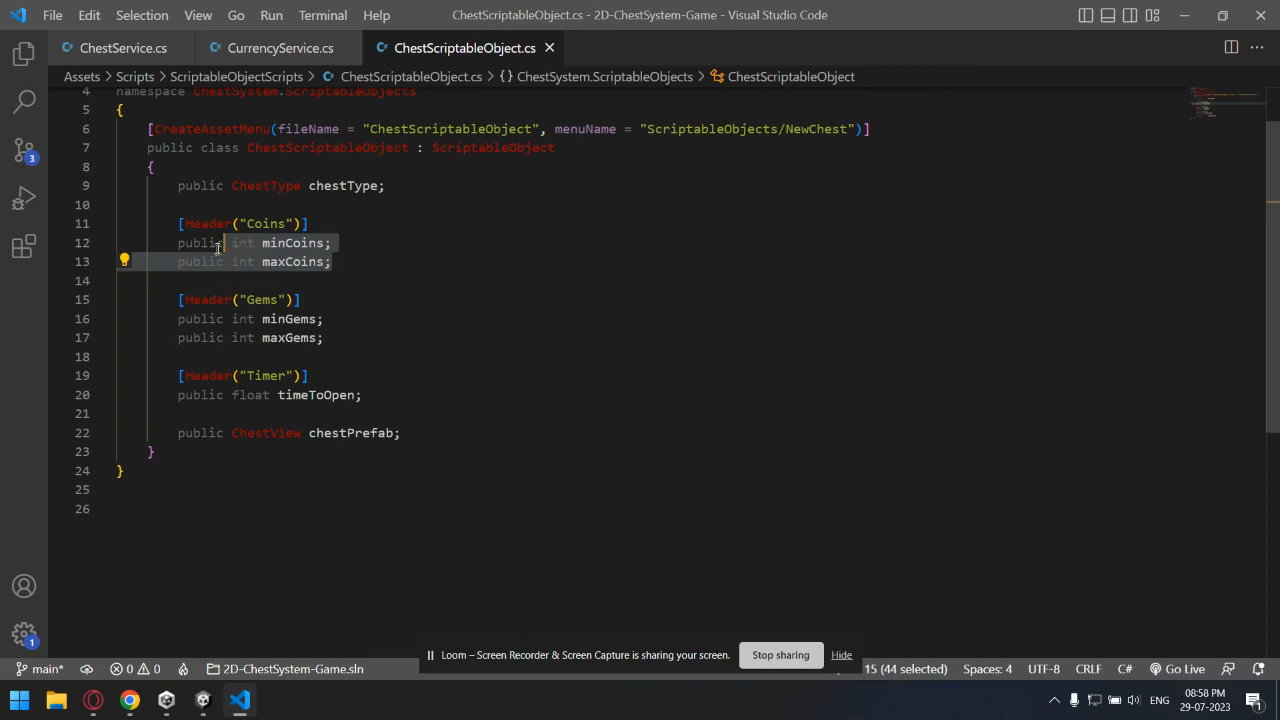 File Edit Selection View Go Run Terminal Help ChestScriptableObject.cs - 2D-ChestSystem-Game - Visual Studio Code
ChestService.cs CurrencyService.cs ChestScriptableObject.cs
Assets > Scripts > ScriptableObjectScripts > ChestScriptableObject.cs > {} ChestSystem.ScriptableObjects > ChestScriptableObject
4 namespace ChestSystem.ScriptableObjects
5 {
6 [CreateAssetMenu(fileName = "ChestScriptableObject", menuName = "ScriptableObjects/NewChest")]
7 public class ChestScriptableObject : ScriptableObject
8 {
9 public ChestType chestType;
10
11 [Header("Coins")]
12 public int minCoins;
13 public int maxCoins;
14
15 [Header("Gems")]
16 public int minGems;
17 public int maxGems;
18
19 [Header("Timer")]
20 public float timeToOpen;
21
22 public ChestView chestPrefab;
23 }
24 }
25
26
3
1
Loom – Screen Recorder & Screen Capture is sharing your screen. Stop sharing Hide
main* 0 0 2D-ChestSystem-Game.sln 15 (44 selected) Spaces: 4 UTF-8 CRLF C# Go Live
ENG 08:58 PM 29-07-2023 1